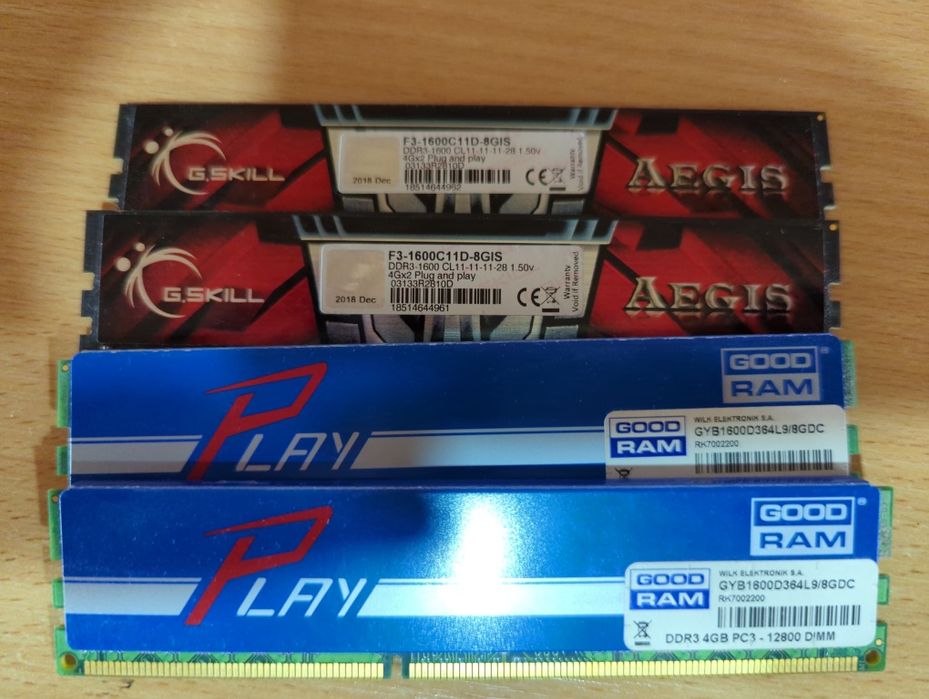 G.SKILL
F3-1600C11D-8GIS
DDR3-1600 CL11-11-11-28 1.50v
4Gx2 Plug and play
03133R2810D
2018 Dec
18514644962
Warranty
Void if Removed
AEGIS
G.SKILL
F3-1600C11D-8GIS
DDR3-1600 CL11-11-11-28 1.50v
4Gx2 Plug and play
03133R2810D
2018 Dec
18514644961
Warranty
Void if Removed
AEGIS
PLAY
GOOD
RAM
GOOD
RAM
WILK ELEKTRONIK S.A.
GYB1600D364L9/8GDC
RK7002200
PLAY
GOOD
RAM
GOOD
RAM
WILK ELEKTRONIK S.A.
GYB1600D364L9/8GDC
RK7002200
DDR3 4GB PC3 - 12800 DIMM